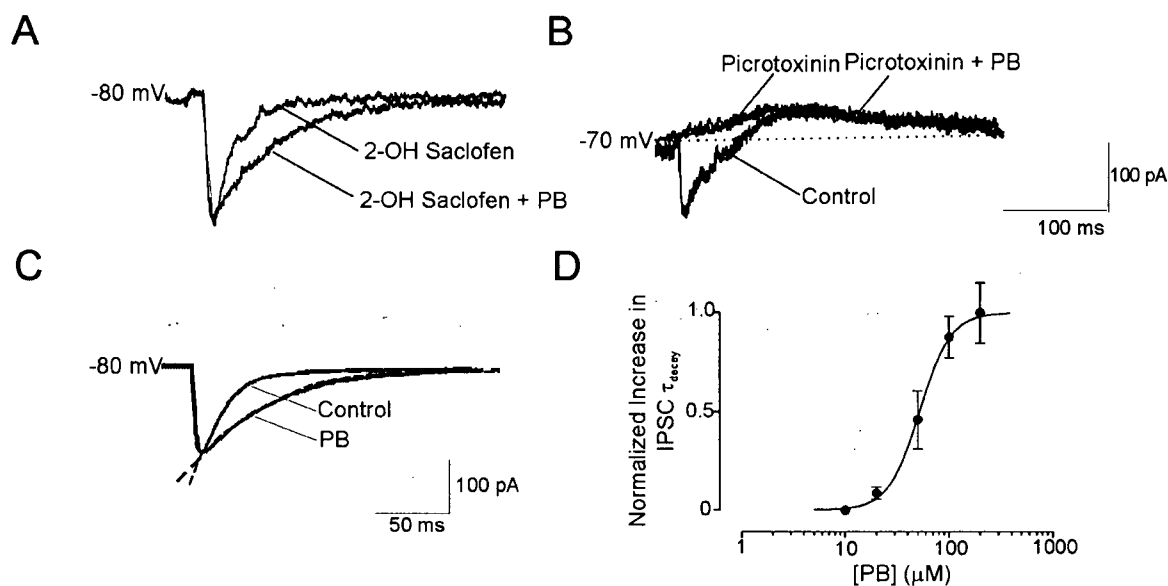 A
-80 mV
2-OH Saclofen
2-OH Saclofen + PB
B
Picrotoxinin Picrotoxinin + PB
-70 mV
Control
100 pA
100 ms
C
-80 mV
Control
PB
100 pA
50 ms
D
Normalized Increase in
IPSC τdecay
1.0
0.5
0
1 10 100 1000
[PB] (µM)